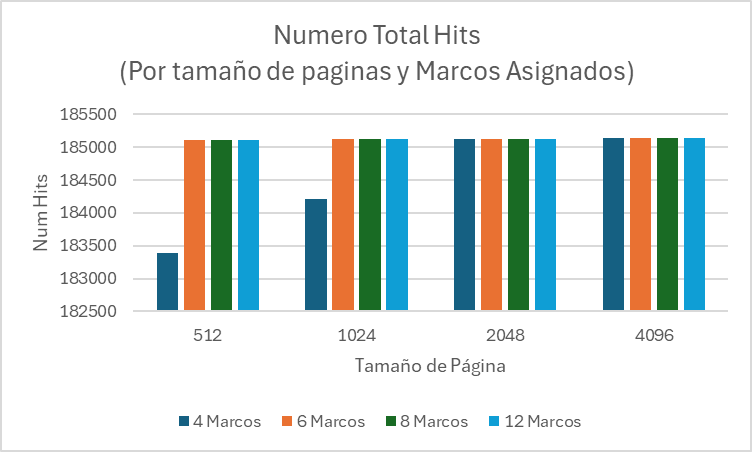 Numero Total Hits
(Por tamaño de paginas y Marcos Asignados)
185500
185000
184500
184000
183500
183000
182500
Num Hits
512 1024 2048 4096
Tamaño de Página
4 Marcos 6 Marcos 8 Marcos 12 Marcos